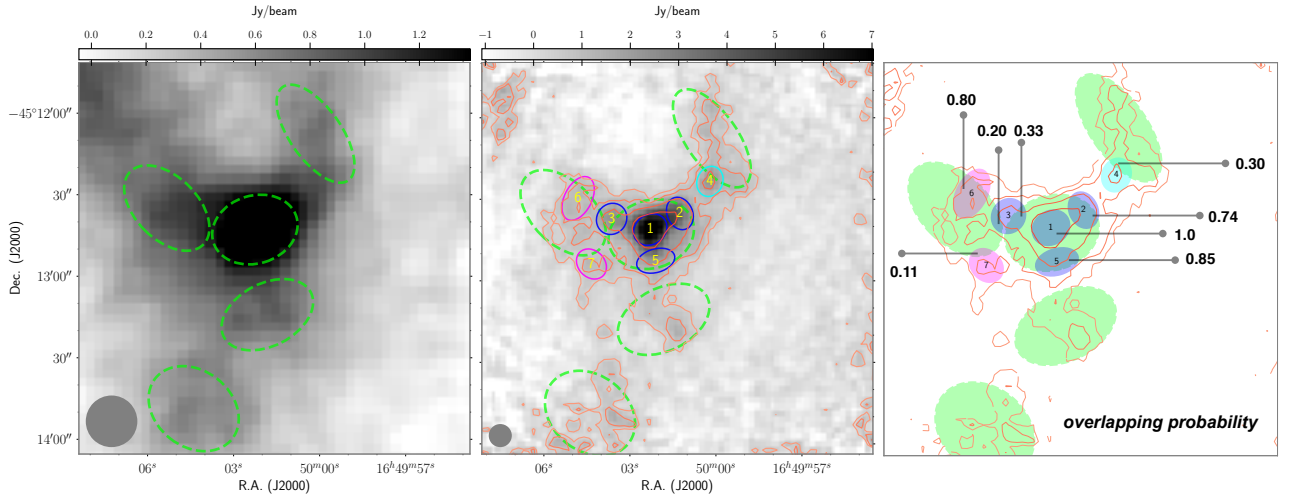 Jy/beam
0.0 0.2 0.4 0.6 0.8 1.0 1.2
−45°12′00″
30″
13′00″
30″
14′00″
Dec. (J2000)
06ˢ 03ˢ 50ᵐ00ˢ 16ʰ49ᵐ57ˢ
R.A. (J2000)
Jy/beam
−1 0 1 2 3 4 5 6 7
4
6
3
2
1
5
7
06ˢ 03ˢ 50ᵐ00ˢ 16ʰ49ᵐ57ˢ
R.A. (J2000)
0.80
0.20 0.33
0.30
4
6
2
3
0.74
1
1.0
5
0.85
7
0.11
overlapping probability